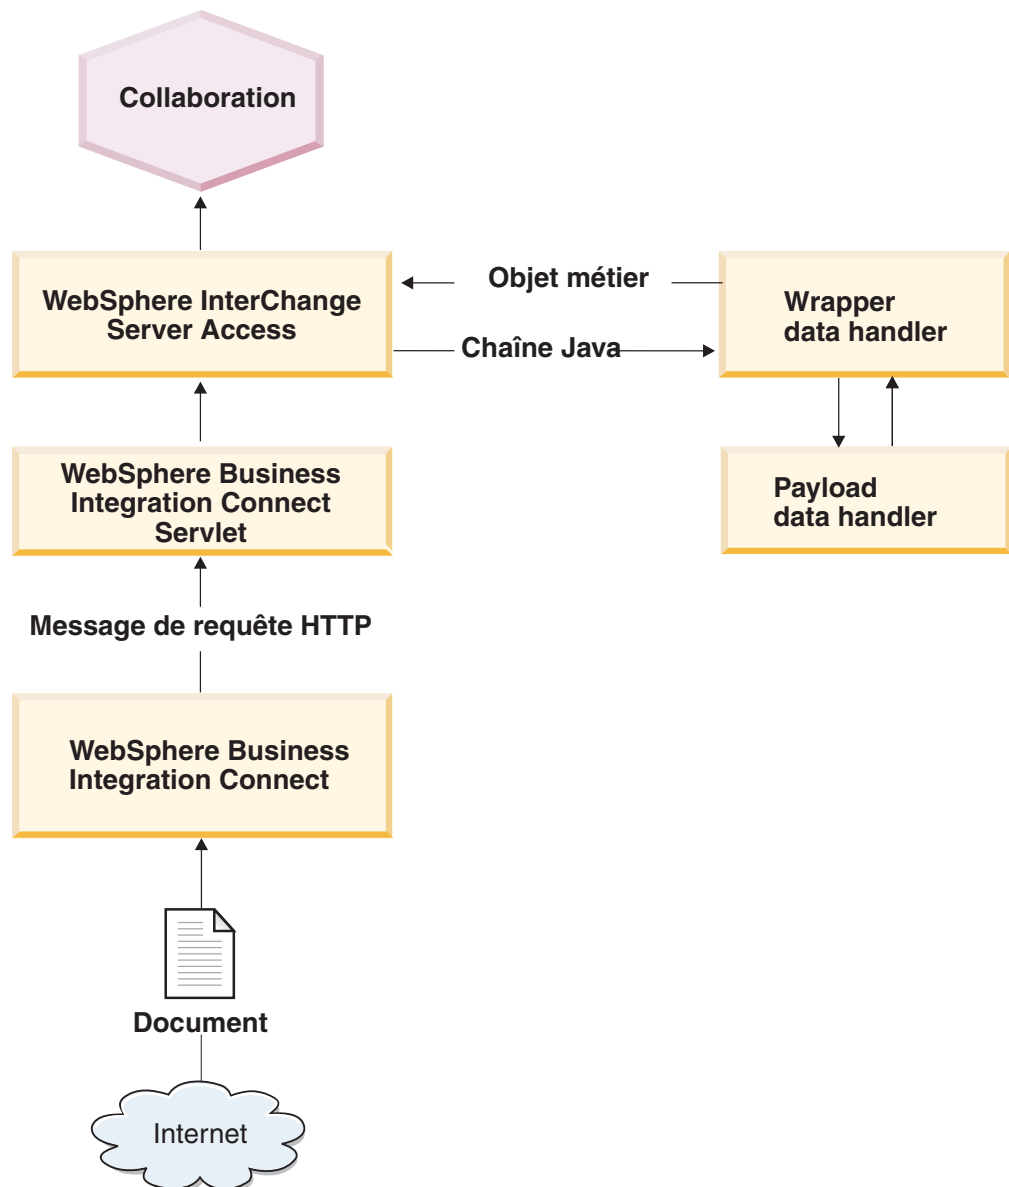 Collaboration
WebSphere InterChange
Server Access
Objet métier
Chaîne Java
Wrapper
data handler
WebSphere Business
Integration Connect
Servlet
Payload
data handler
Message de requête HTTP
WebSphere Business
Integration Connect
Document
Internet